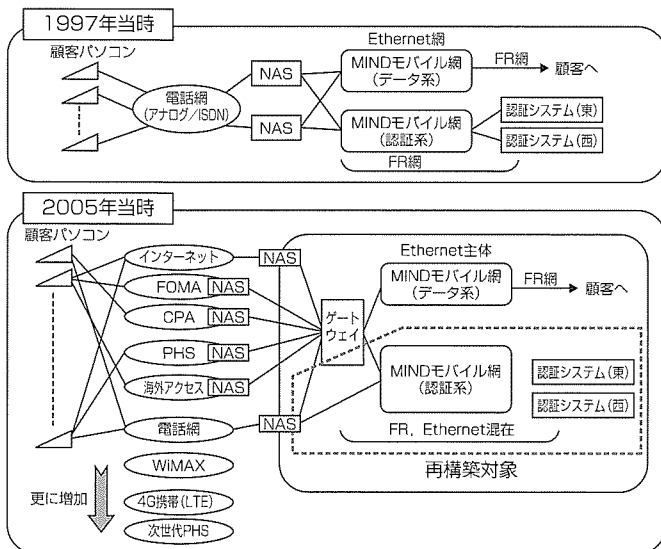 1997年当時
顧客パソコン
電話網
(アナログ/ISDN)
NAS
NAS
Ethernet網
MINDモバイル網
(データ系)
FR網
顧客へ
MINDモバイル網
(認証系)
認証システム(東)
認証システム(西)
FR網
2005年当時
顧客パソコン
インターネット
NAS
FOMA
NAS
CPA
NAS
PHS
NAS
海外アクセス
NAS
電話網
NAS
WiMAX
4G携帯(LTE)
次世代PHS
更に増加
ゲート
ウェイ
Ethernet主体
MINDモバイル網
(データ系)
FR網
顧客へ
MINDモバイル網
(認証系)
認証システム(東)
認証システム(西)
FR, Ethernet混在
再構築対象